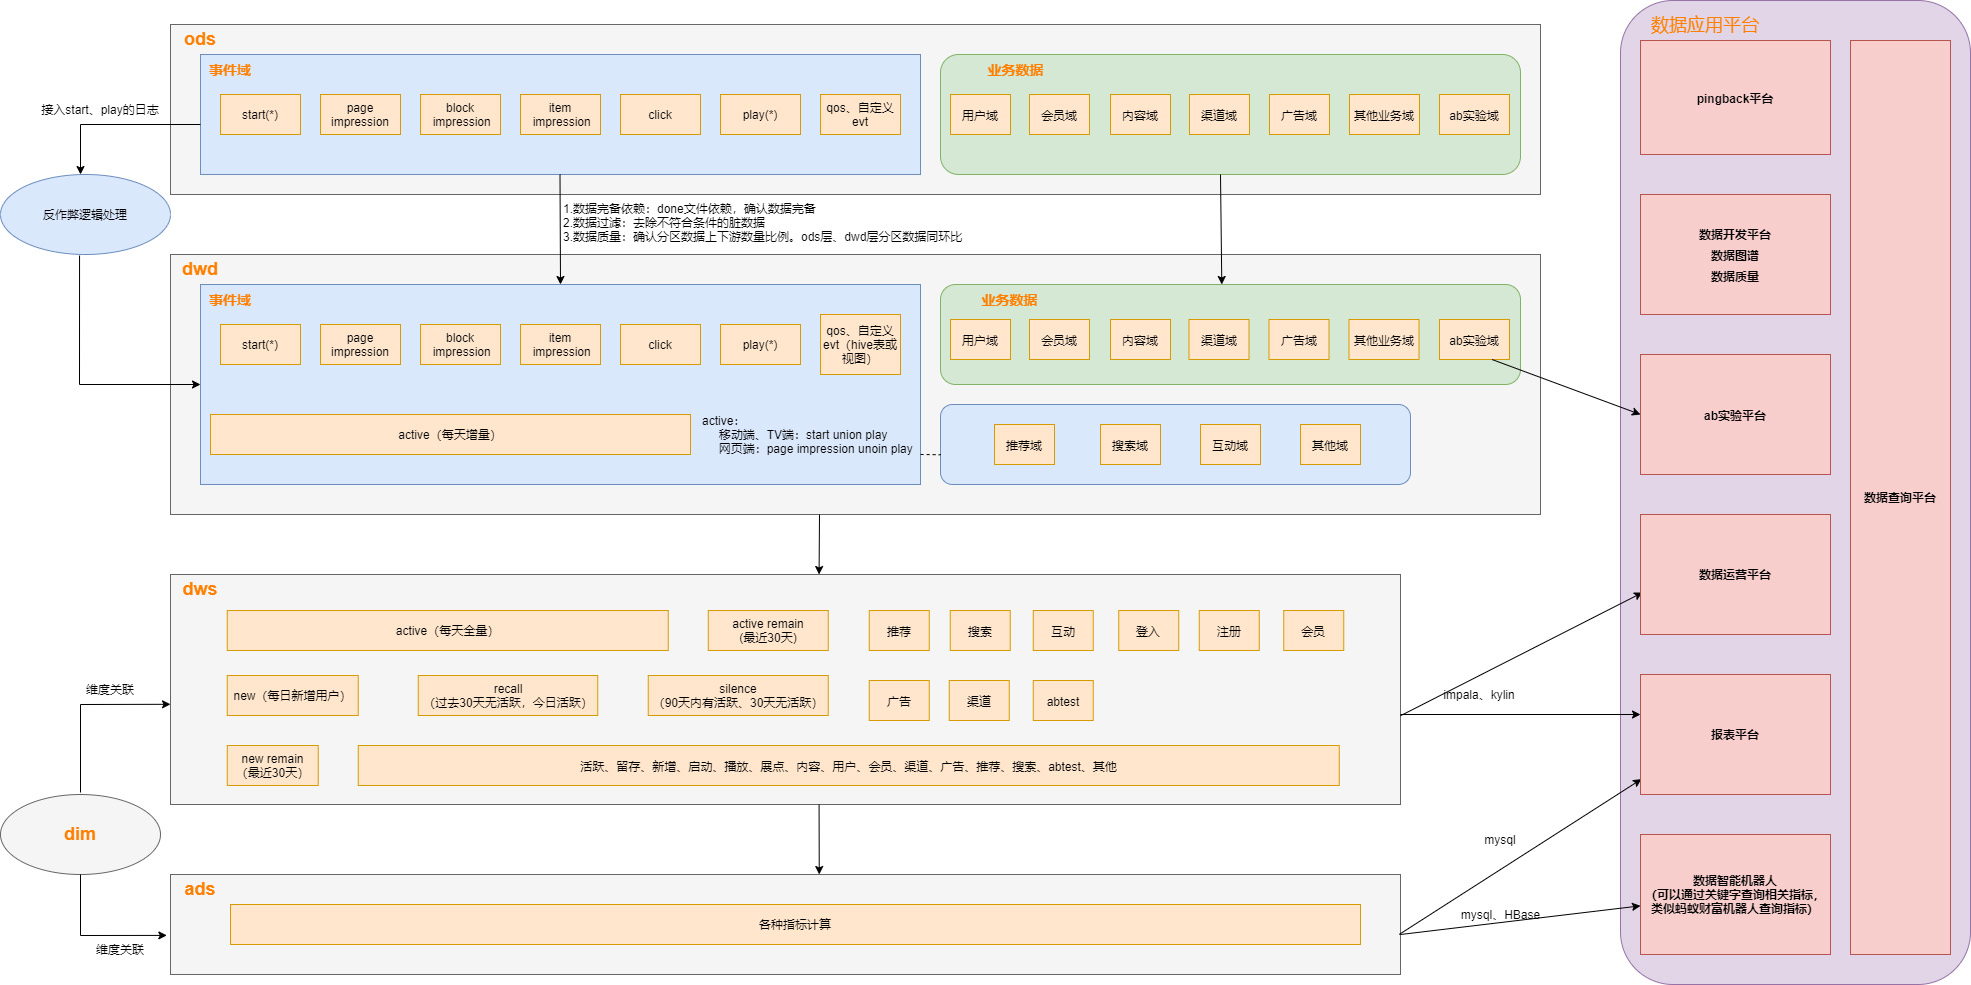 ods
事件域
start(*)
page
impression
block
impression
item
impression
click
play(*)
qos、自定义
evt
业务数据
用户域
会员域
内容域
渠道域
广告域
其他业务域
ab实验域
接入start、play的日志
反作弊逻辑处理
1.数据完备依赖：done文件依赖，确认数据完备
2.数据过滤：去除不符合条件的脏数据
3.数据质量：确认分区数据上下游数量比例。ods层、dwd层分区数据同环比
dwd
事件域
start(*)
page
impression
block
impression
item
impression
click
play(*)
qos、自定义
evt（hive表或
视图）
active（每天增量）
active：
移动端、TV端：start union play
网页端：page impression unoin play
业务数据
用户域
会员域
内容域
渠道域
广告域
其他业务域
ab实验域
推荐域
搜索域
互动域
其他域
dws
active（每天全量）
active remain
（最近30天）
推荐
搜索
互动
登入
注册
会员
new（每日新增用户）
recall
（过去30天无活跃，今日活跃）
silence
（90天内有活跃、30天无活跃）
广告
渠道
abtest
new remain
（最近30天）
活跃、留存、新增、启动、播放、展点、内容、用户、会员、渠道、广告、推荐、搜索、abtest、其他
维度关联
dim
维度关联
ads
各种指标计算
impala、kylin
mysql
mysql、HBase
数据应用平台
pingback平台
数据开发平台
数据图谱
数据质量
ab实验平台
数据运营平台
报表平台
数据智能机器人
（可以通过关键字查询相关指标，
类似蚂蚁财富机器人查询指标）
数据查询平台